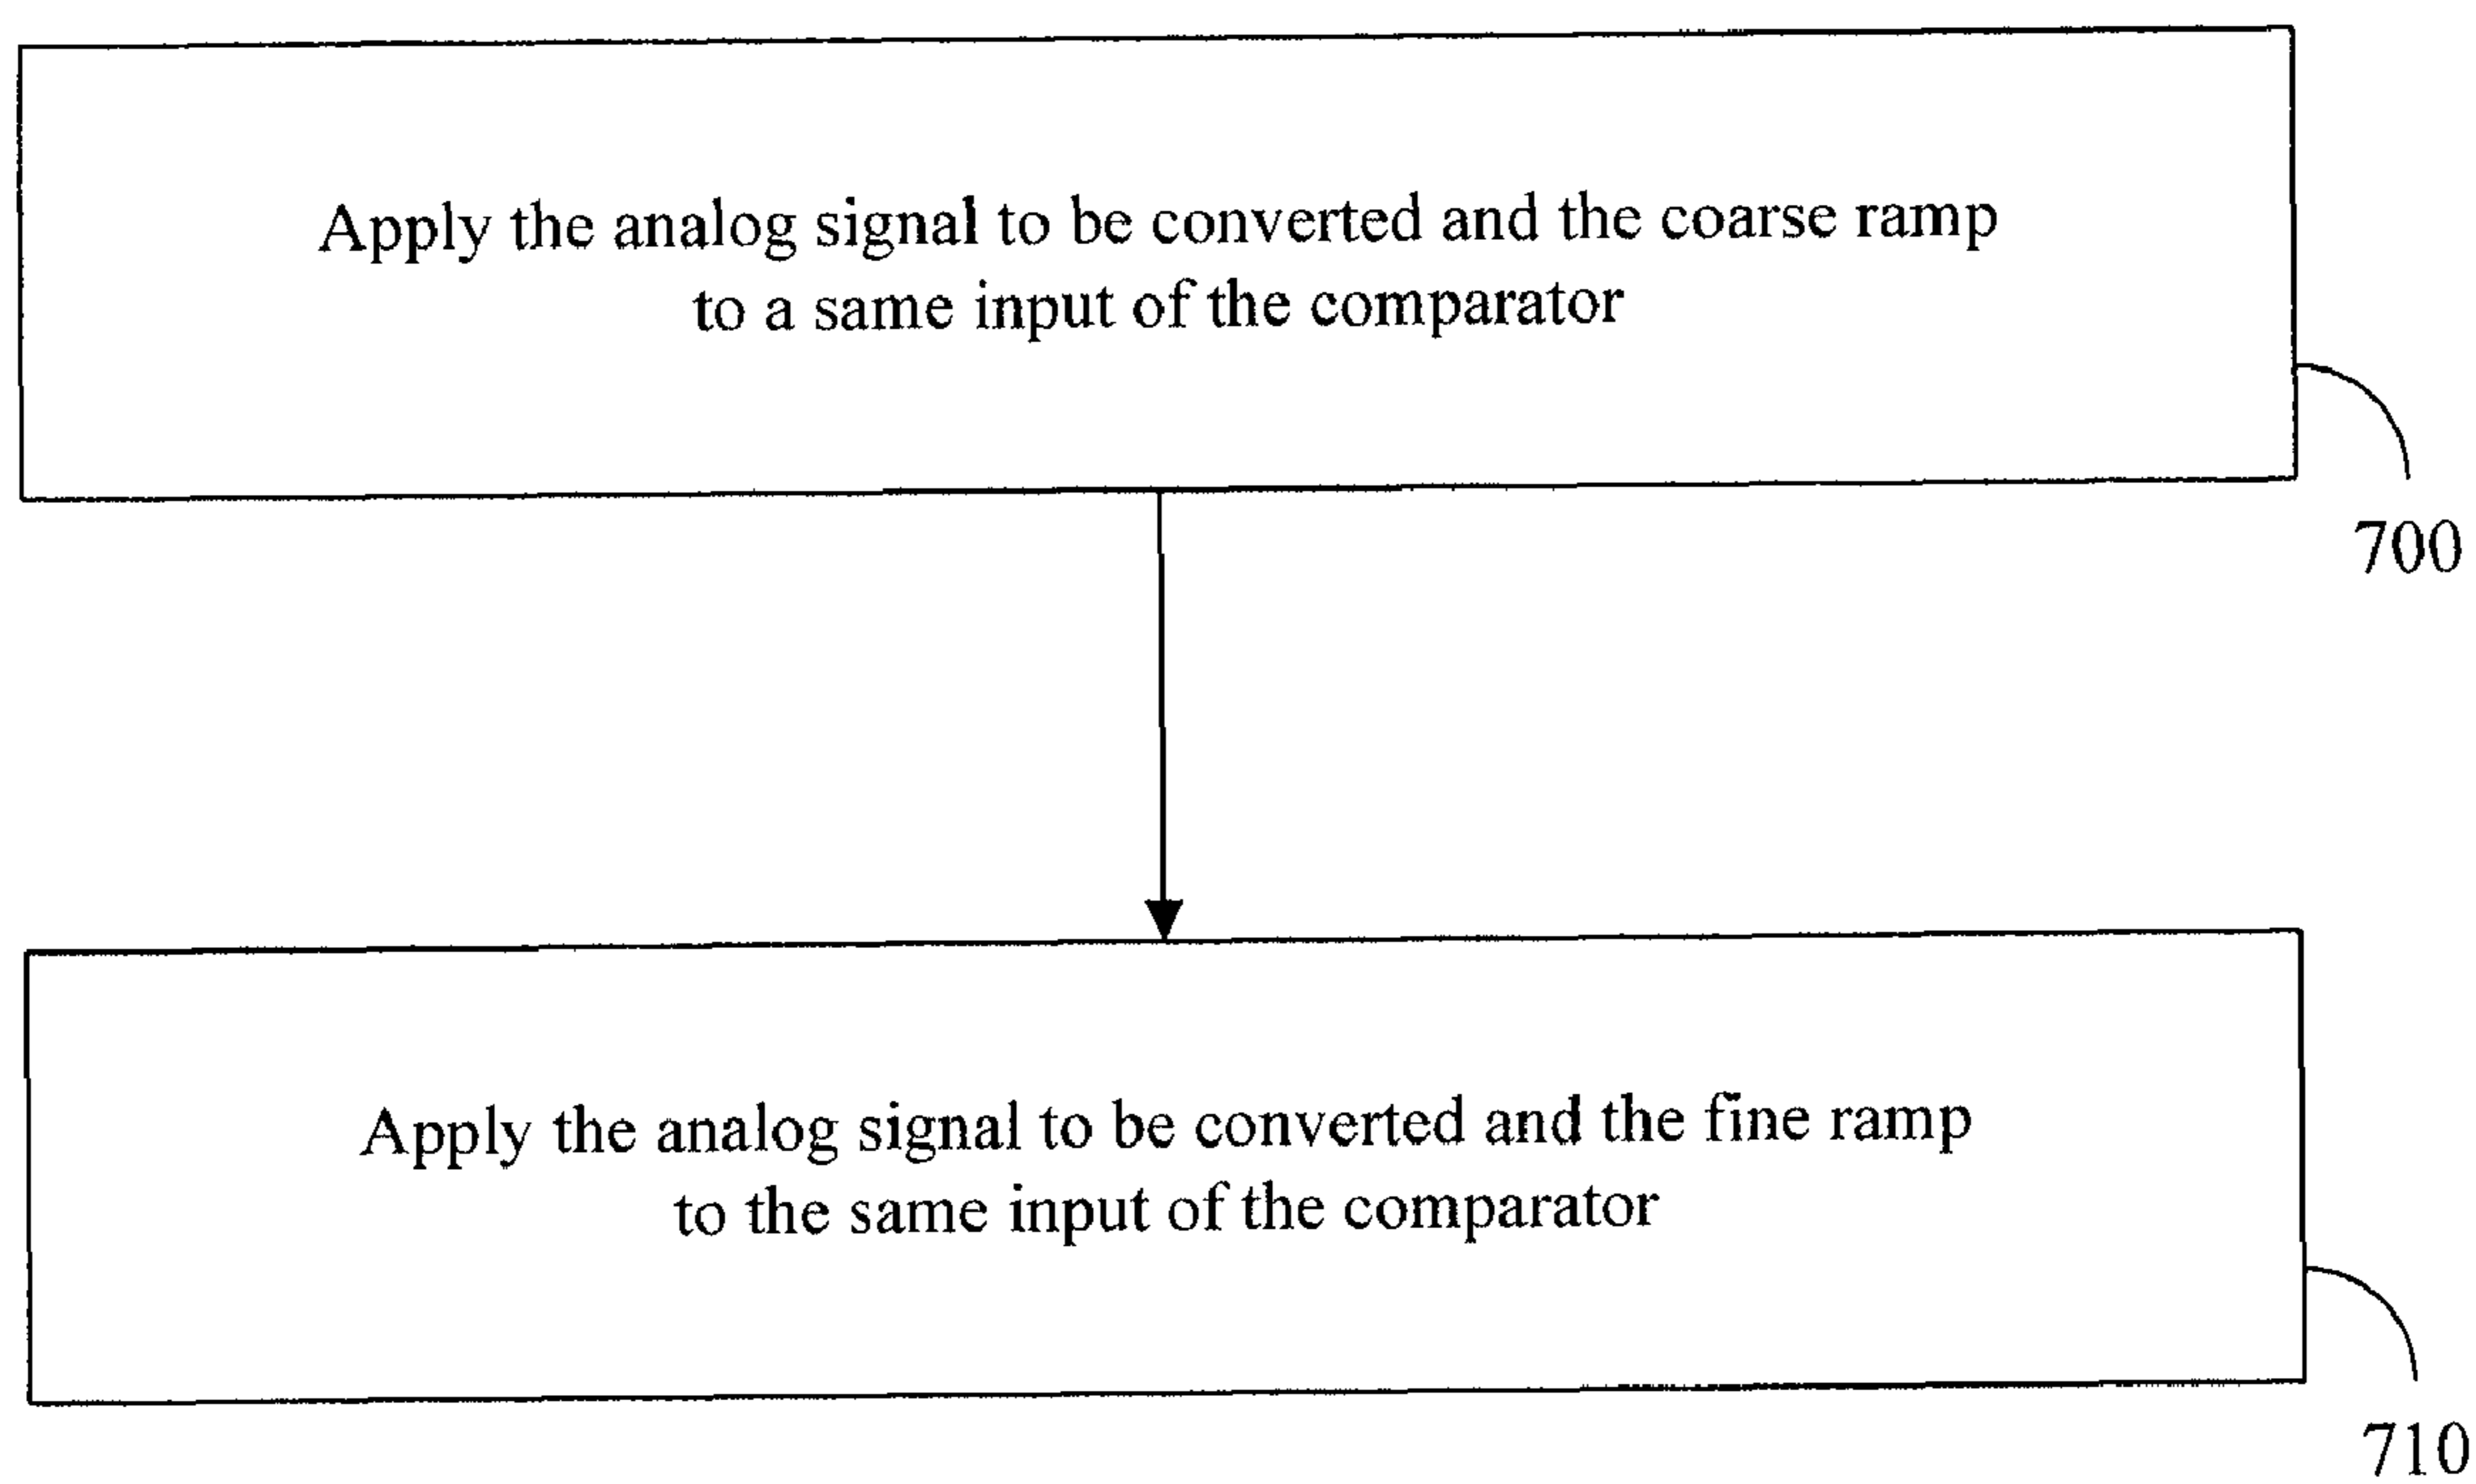 Apply the analog signal to be converted and the coarse ramp
to a same input of the comparator
700
Apply the analog signal to be converted and the fine ramp
to the same input of the comparator
710